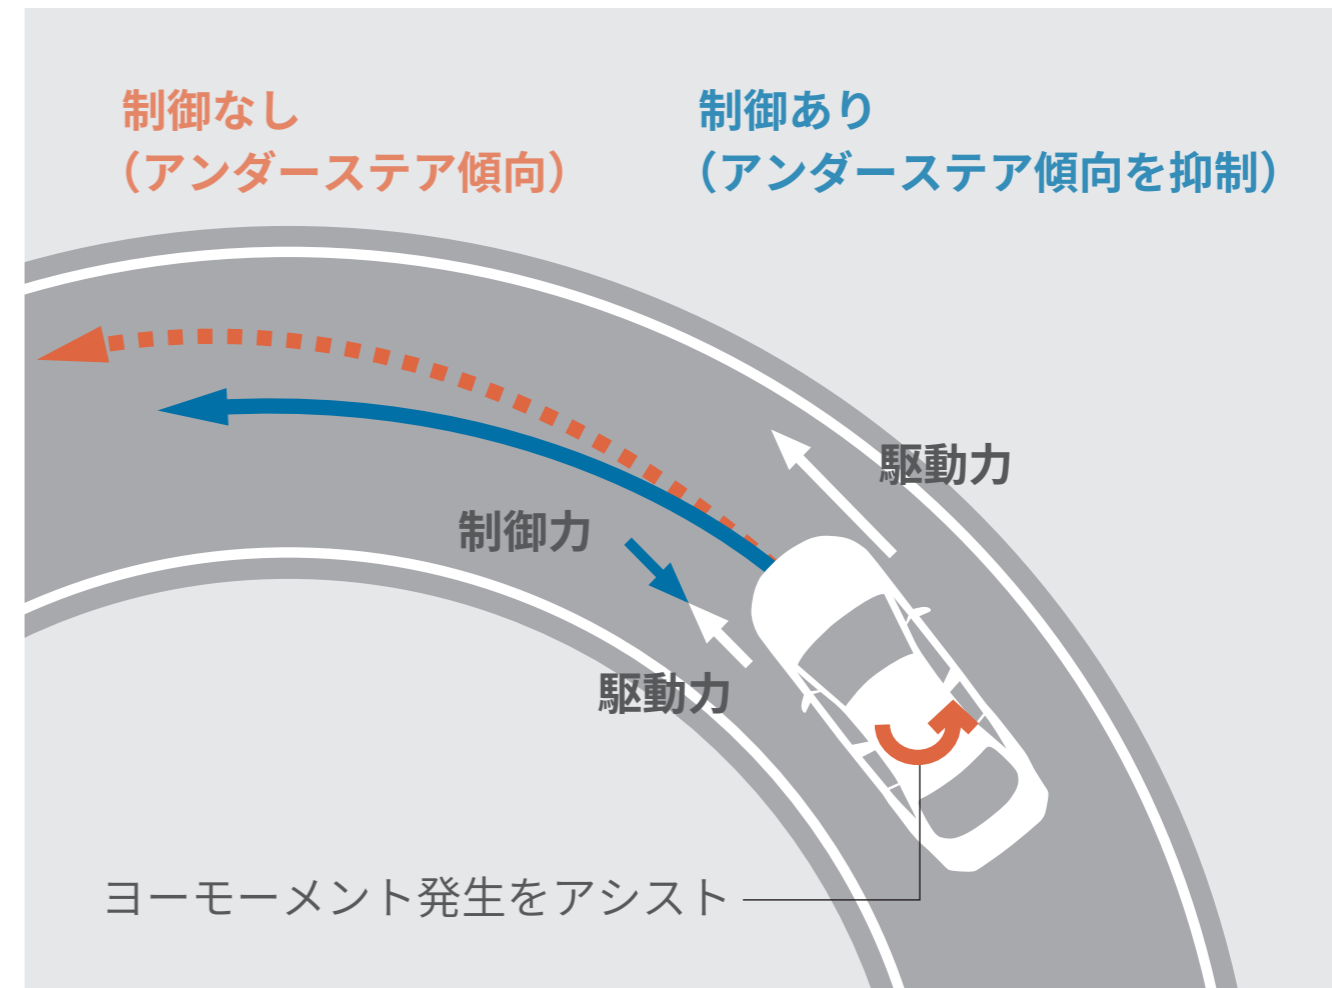 制御なし
（アンダーステア傾向）
制御あり
（アンダーステア傾向を抑制）
駆動力
制御力
駆動力
ヨーモーメント発生をアシスト